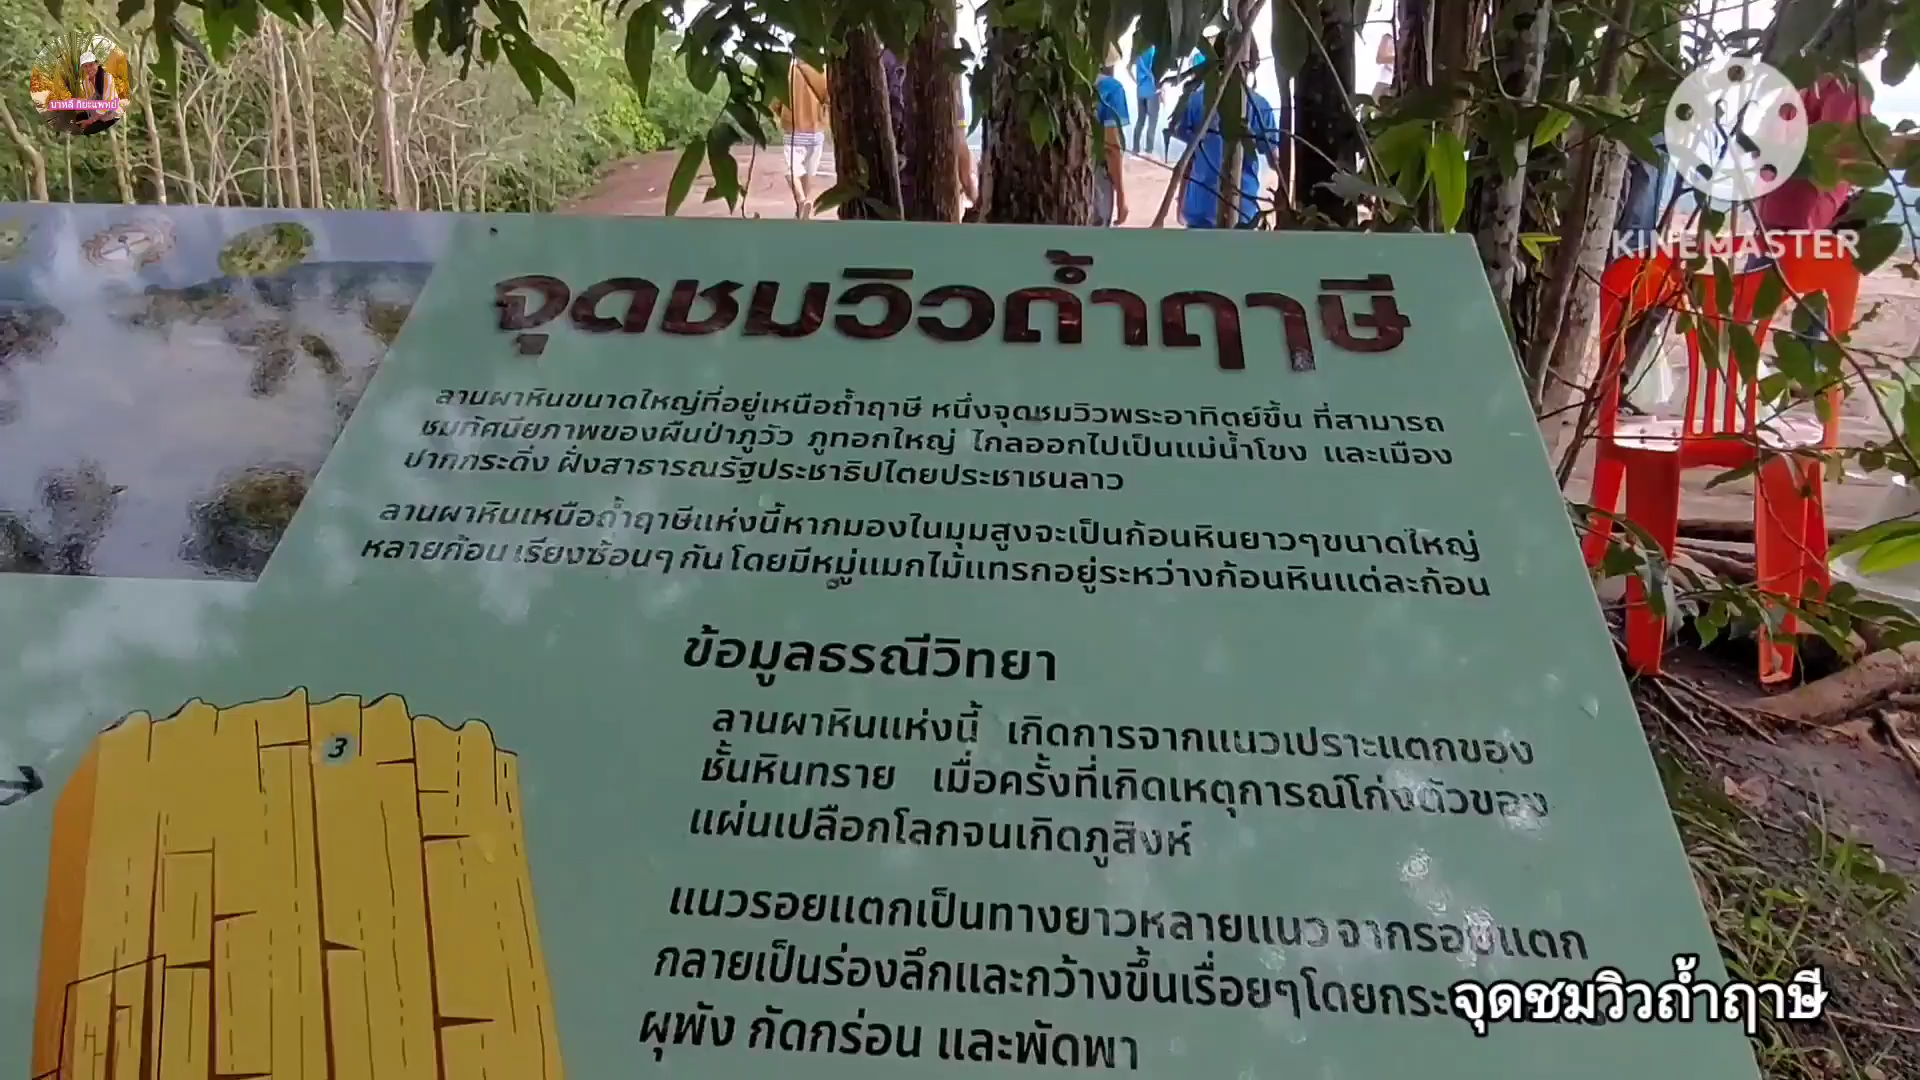 นาหลี กิยะแพทย์
KINEMASTER
จุดชมวิวถ้ำฤาษี
ลานผาหินขนาดใหญ่ที่อยู่เหนือถ้ำฤาษี หนึ่งจุดชมวิวพระอาทิตย์ขึ้น ที่สามารถ
ชมทัศนียภาพของผืนป่าภูวัว ภูทอกใหญ่ ไกลออกไปเป็นแม่น้ำโขง และเมือง
ปากกระดิ่ง ฝั่งสาธารณรัฐประชาธิปไตยประชาชนลาว
ลานผาหินเหนือถ้ำฤาษีแห่งนี้หากมองในมุมสูงจะเป็นก้อนหินยาวๆขนาดใหญ่
หลายก้อน เรียงซ้อนๆ กัน โดยมีหมู่แมกไม้แทรกอยู่ระหว่างก้อนหินแต่ละก้อน
ข้อมูลธรณีวิทยา
ลานผาหินแห่งนี้ เกิดการจากแนวเปราะแตกของ
ชั้นหินทราย เมื่อครั้งที่เกิดเหตุการณ์โก่งตัวของ
แผ่นเปลือกโลกจนเกิดภูสิงห์
3
แนวรอยแตกเป็นทางยาวหลายแนว จากรอยแตก
กลายเป็นร่องลึกและกว้างขึ้นเรื่อยๆโดย
ผุพัง กัดกร่อน และพัดพา
จุดชมวิวถ้ำฤาษี